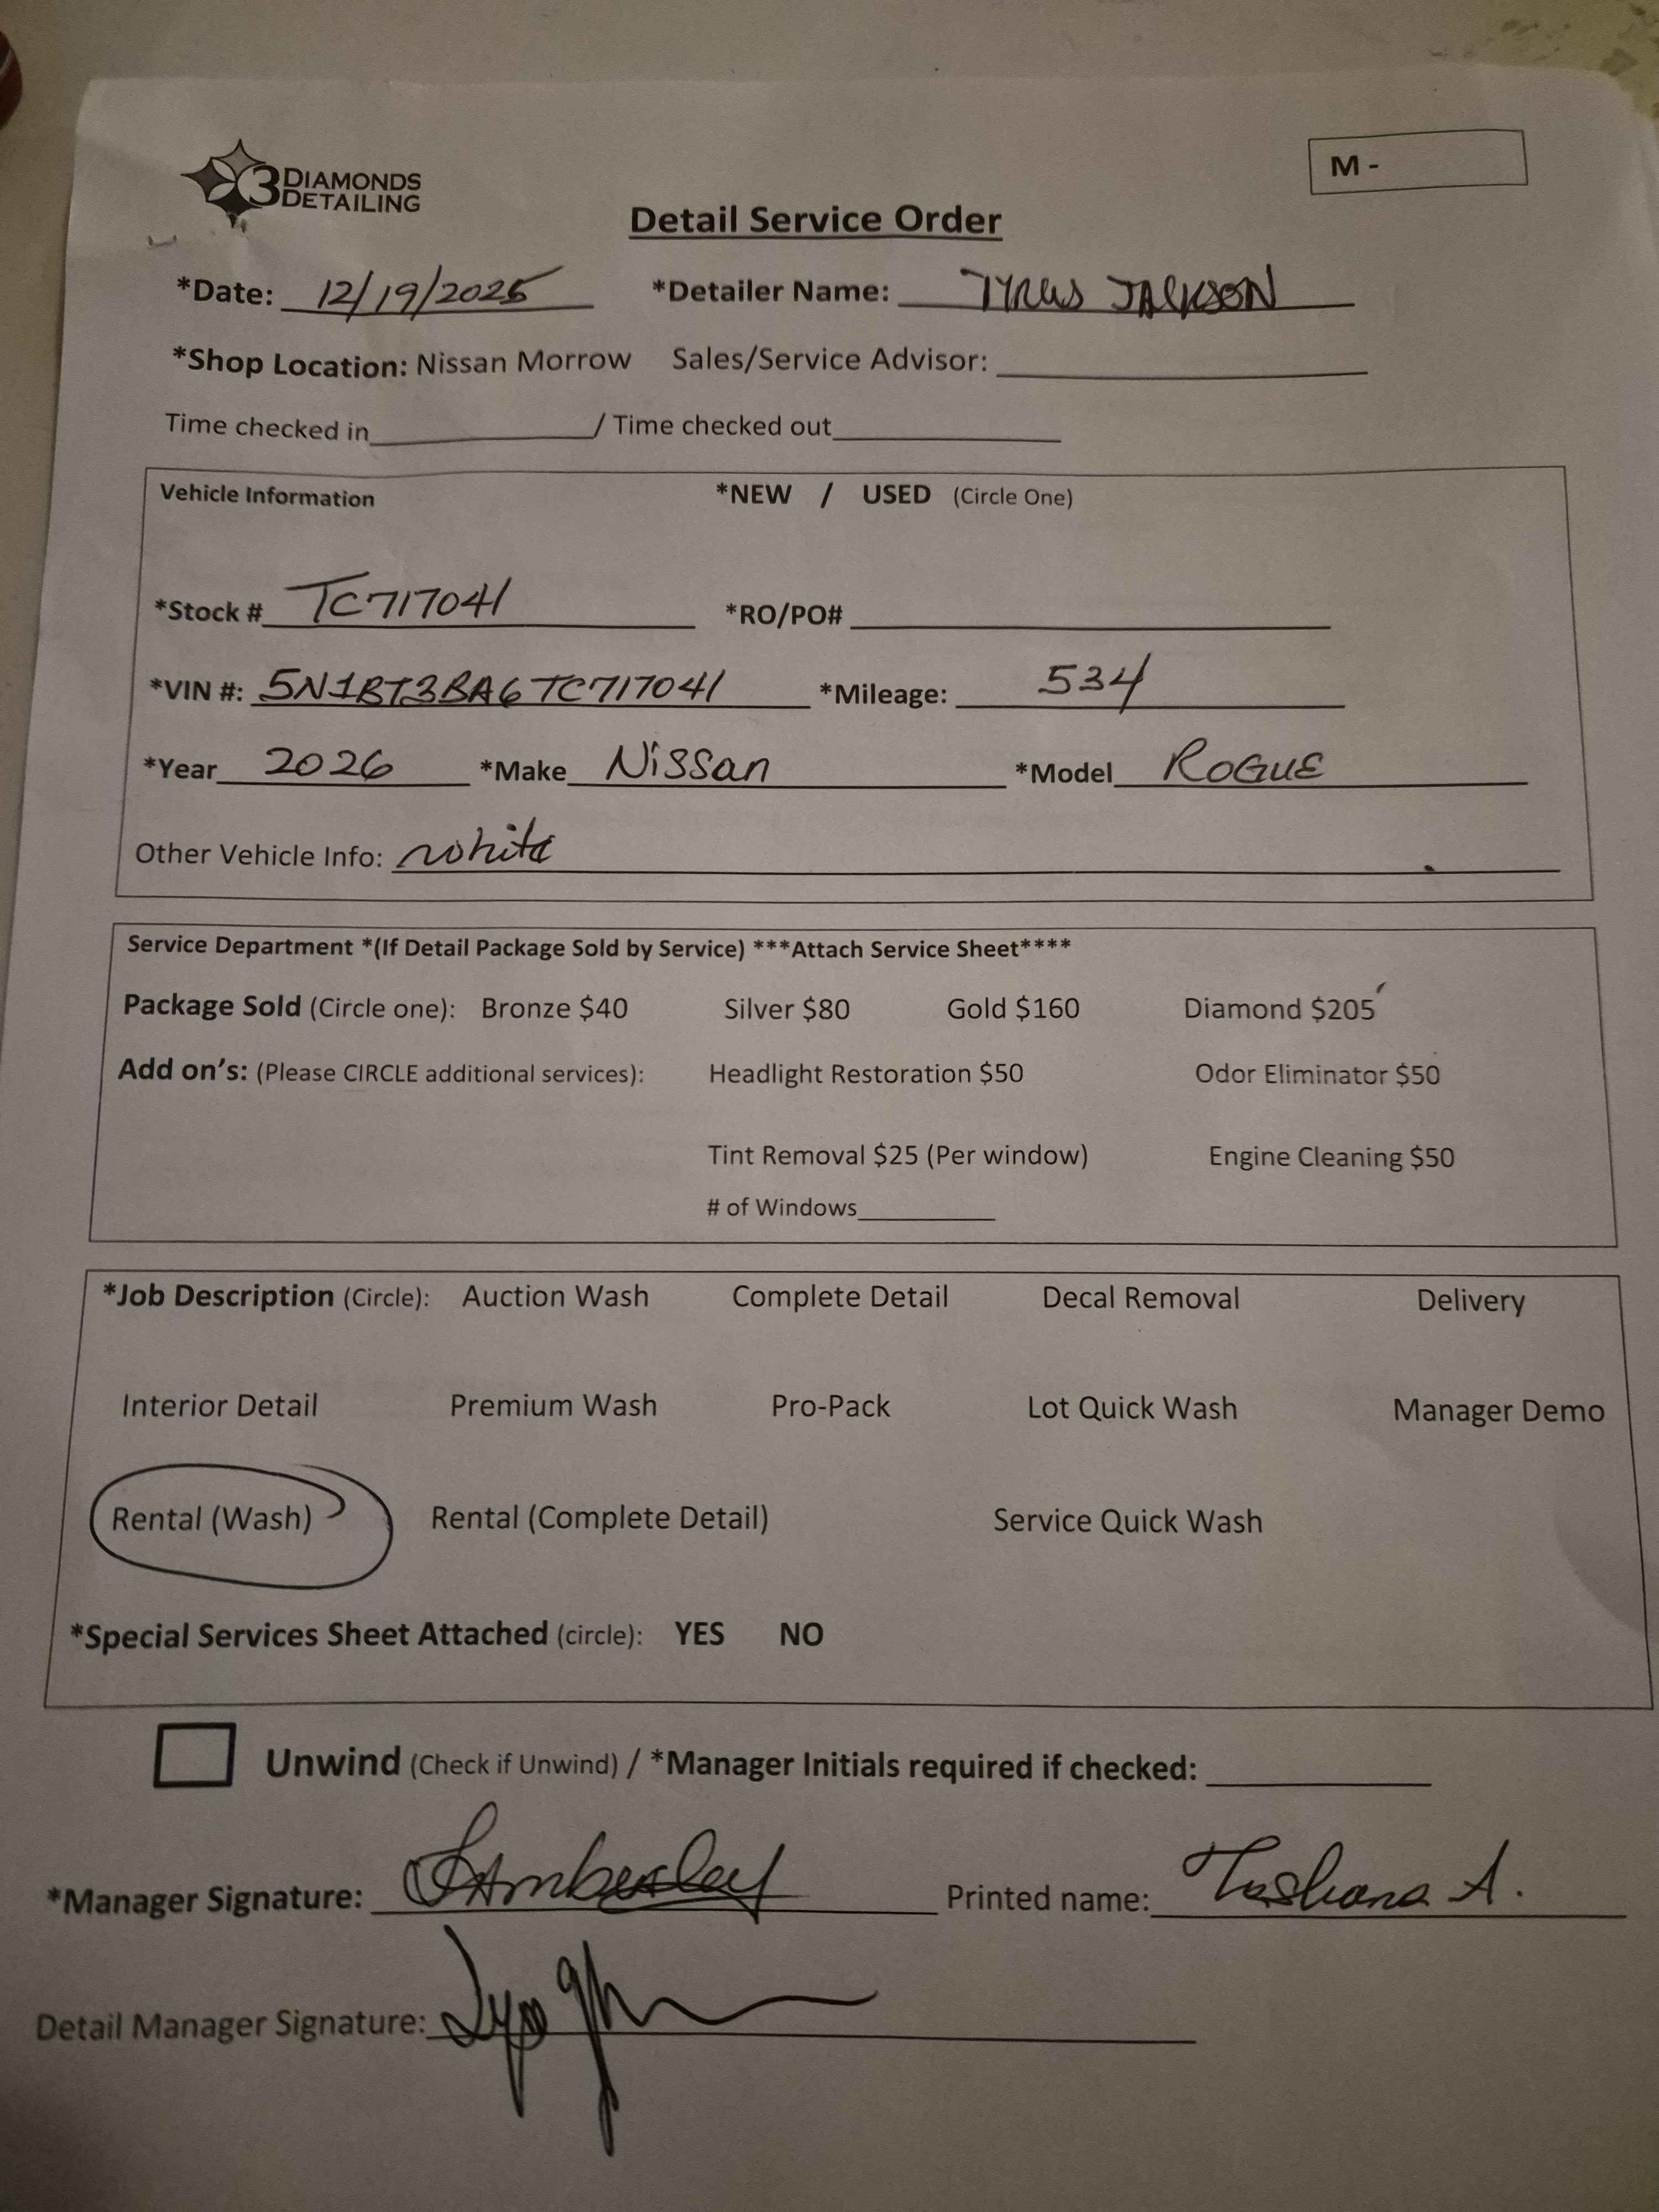 3 DIAMONDS
DETAILING
M -
Detail Service Order
*Date: 12/19/2025 *Detailer Name: TYRUS JACKSON
*Shop Location: Nissan Morrow Sales/Service Advisor:
Time checked in / Time checked out
Vehicle Information *NEW / USED (Circle One)
*Stock # TC717041 *RO/PO#
*VIN #: 5N1BT3BA6TC717041 *Mileage: 534
*Year 2026 *Make Nissan *Model ROGUE
Other Vehicle Info: white
Service Department *(If Detail Package Sold by Service) ***Attach Service Sheet****
Package Sold (Circle one): Bronze $40 Silver $80 Gold $160 Diamond $205
Add on's: (Please CIRCLE additional services): Headlight Restoration $50 Odor Eliminator $50
Tint Removal $25 (Per window) Engine Cleaning $50
# of Windows
*Job Description (Circle): Auction Wash Complete Detail Decal Removal Delivery
Interior Detail Premium Wash Pro-Pack Lot Quick Wash Manager Demo
Rental (Wash) Rental (Complete Detail) Service Quick Wash
*Special Services Sheet Attached (circle): YES NO
Unwind (Check if Unwind) / *Manager Initials required if checked:
*Manager Signature: Printed name: Toshana A.
Detail Manager Signature: